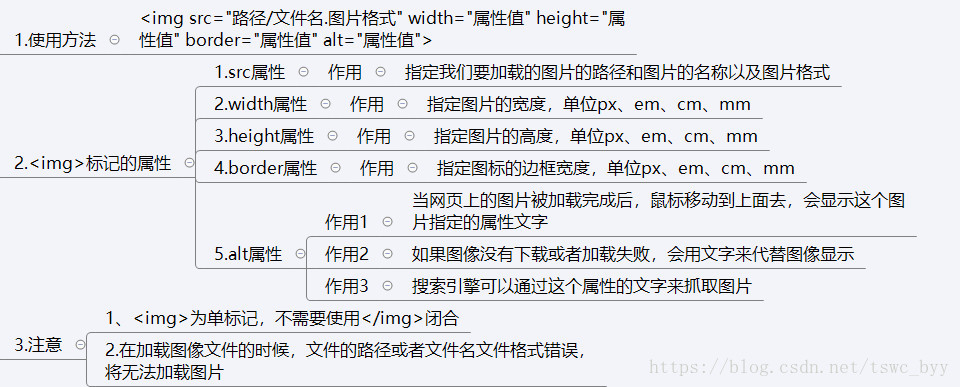 <img src="路径/文件名.图片格式" width="属性值" height="属
1.使用方法
性值" border="属性值" alt="属性值">
1.src属性 作用 指定我们要加载的图片的路径和图片的名称以及图片格式
2.width属性 作用 指定图片的宽度，单位px、em、cm、mm
3.height属性 作用 指定图片的高度，单位px、em、cm、mm
2.<img>标记的属性
4.border属性 作用 指定图标的边框宽度，单位px、em、cm、mm
当网页上的图片被加载完成后，鼠标移动到上面去，会显示这个图
作用1
片指定的属性文字
5.alt属性 作用2 如果图像没有下载或者加载失败，会用文字来代替图像显示
作用3 搜索引擎可以通过这个属性的文字来抓取图片
1、<img>为单标记，不需要使用</img>闭合
3.注意
2.在加载图像文件的时候，文件的路径或者文件名文件格式错误，
将无法加载图片
https://blog.csdn.net/tswc_byy